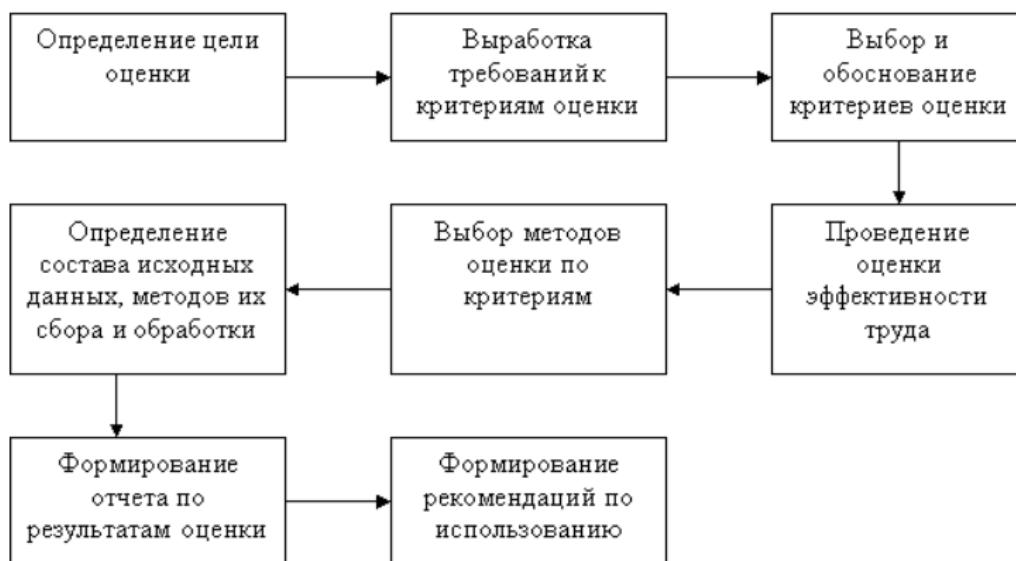 Определение цели
оценки
Выработка
требований к
критериям оценки
Выбор и
обоснование
критериев оценки
Определение
состава исходных
данных, методов их
сбора и обработки
Выбор методов
оценки по
критериям
Проведение
оценки
эффективности
труда
Формирование
отчета по
результатам оценки
Формирование
рекомендаций по
использованию